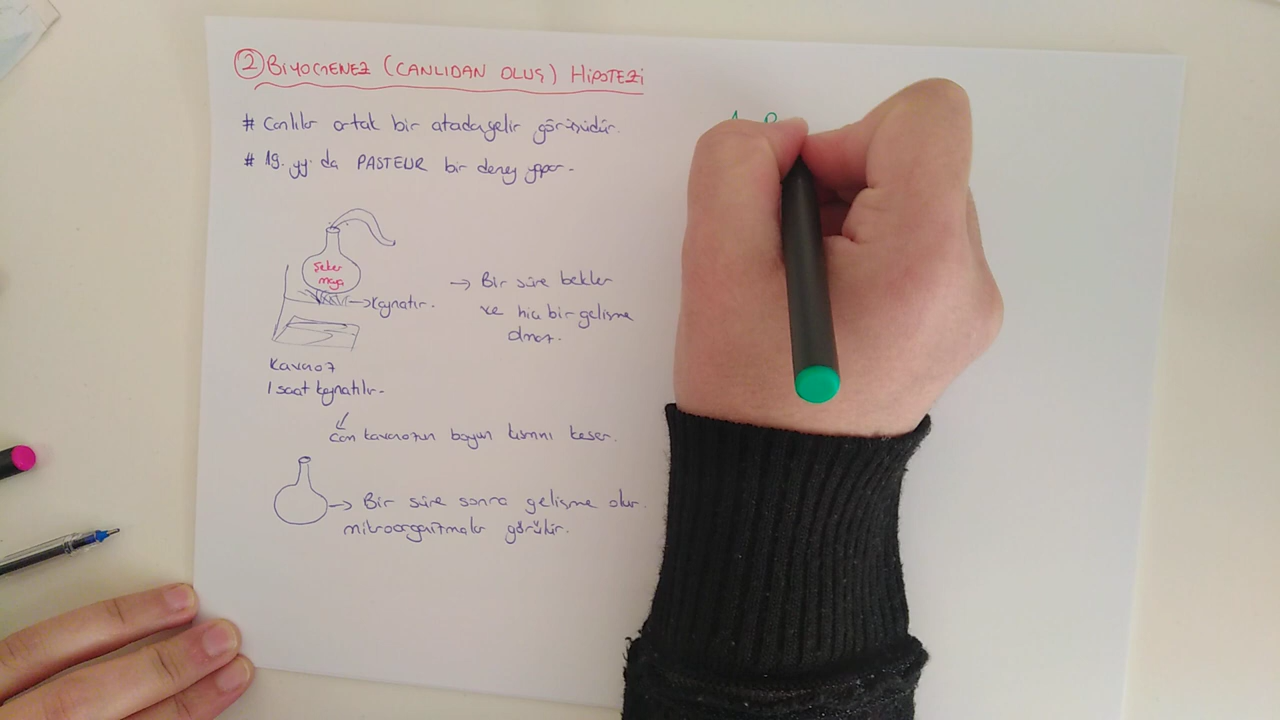 ② BİYOGENEZ (CANLIDAN OLUŞ) HİPOTEZİ
# Canlılar ortak bir atadan gelir görüşüdür.
# 19. yy. da PASTEUR bir deney yapar.
Şeker
maya
→ Kaynatır.
→ Bir süre bekler
ve hiç bir gelişme
olmaz.
Kavanoz
1 saat kaynatılır.
Cam kavanozun boyun kısmını keser.
→ Bir süre sonra gelişme olur.
mikroorganizmalar görülür.